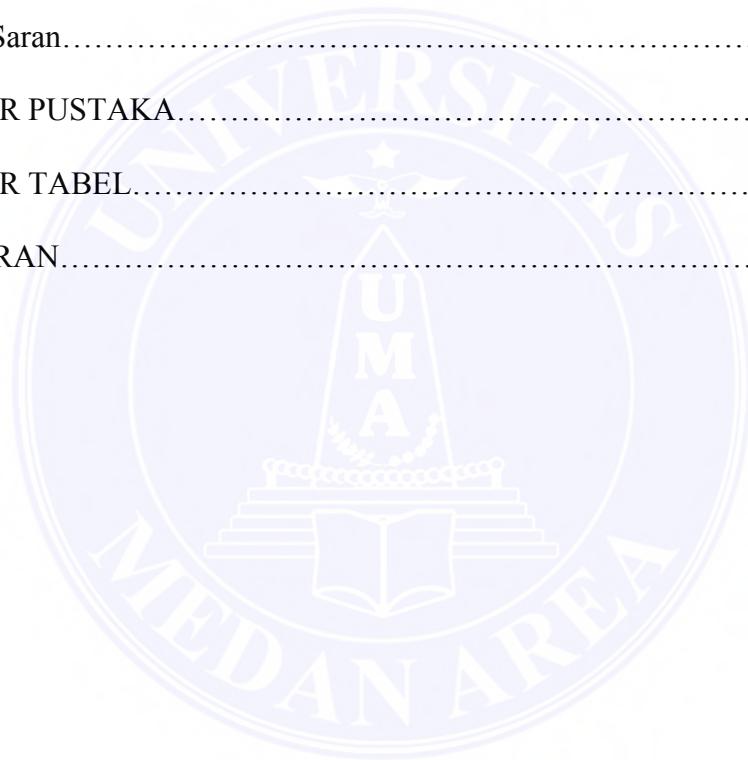 Saran……………………………………………………………………
R PUSTAKA………………………………………………………
R TABEL……………………………………………………………
RAN……………………………………………………………………
UNIVERSITAS
UMA
MEDAN AREA